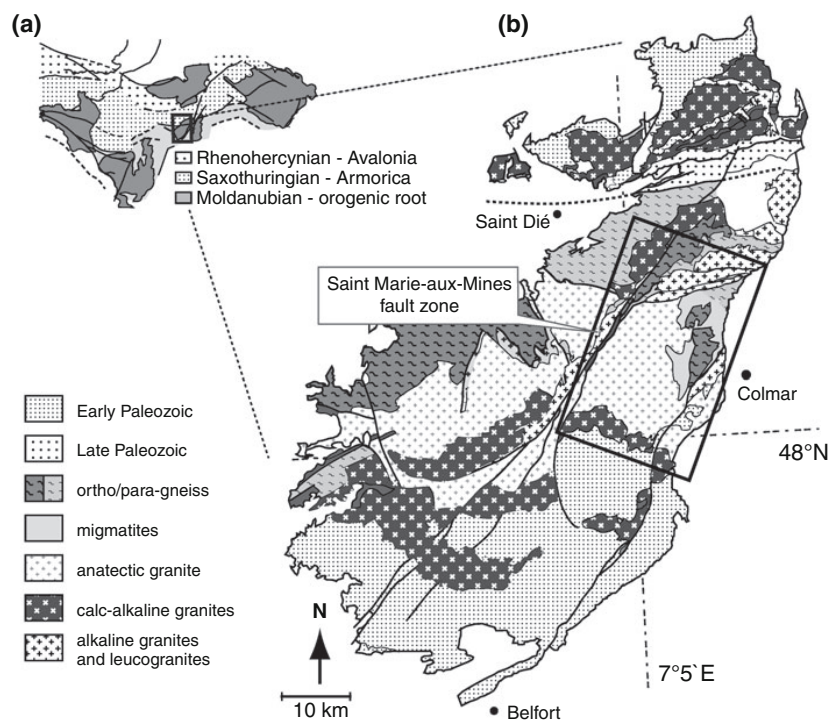 (a)
(b)
Rhenohercynian - Avalonia
Saxothuringian - Armorica
Moldanubian - orogenic root
Saint Dié
Saint Marie-aux-Mines
fault zone
Colmar
48°N
Early Paleozoic
Late Paleozoic
ortho/para-gneiss
migmatites
anatectic granite
calc-alkaline granites
alkaline granites
and leucogranites
N
10 km
7°5`E
Belfort